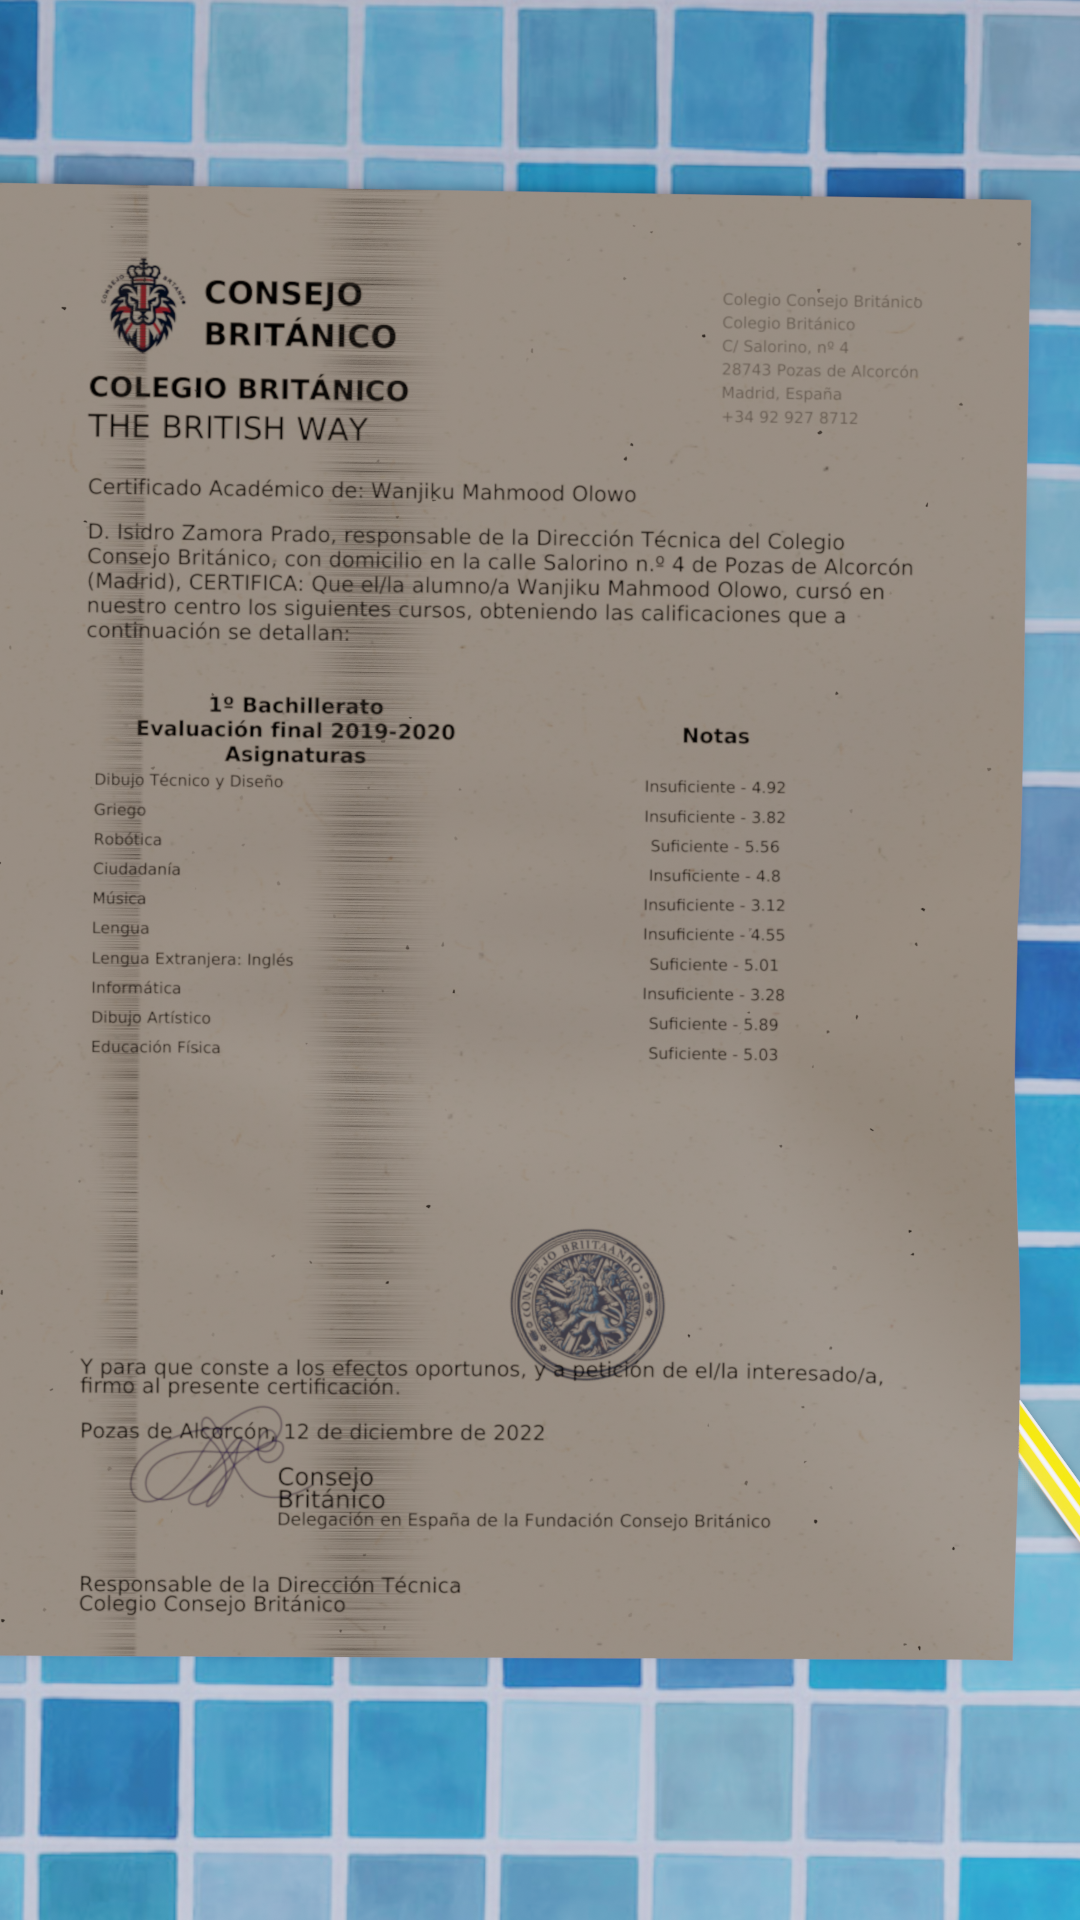 CONSEJO
BRITÁNICO
COLEGIO BRITÁNICO
THE BRITISH WAY
Colegio Consejo Británico
Colegio Británico
C/ Salorino, nº 4
28743 Pozas de Alcorcón
Madrid, España
+34 92 927 8712
Certificado Académico de: Wanjiku Mahmood Olowo
D. Isidro Zamora Prado, responsable de la Dirección Técnica del Colegio
Consejo Británico, con domicilio en la calle Salorino n.º 4 de Pozas de Alcorcón
(Madrid), CERTIFICA: Que el/la alumno/a Wanjiku Mahmood Olowo, cursó en
nuestro centro los siguientes cursos, obteniendo las calificaciones que a
continuación se detallan:
1º Bachillerato
Evaluación final 2019-2020
Asignaturas
Notas
Dibujo Técnico y Diseño Insuficiente - 4.92
Griego Insuficiente - 3.82
Robótica Suficiente - 5.56
Ciudadanía Insuficiente - 4.8
Música Insuficiente - 3.12
Lengua Insuficiente - 4.55
Lengua Extranjera: Inglés Suficiente - 5.01
Informática Insuficiente - 3.28
Dibujo Artístico Suficiente - 5.89
Educación Física Suficiente - 5.03
CONSSEJO BRIITAANNO
Y para que conste a los efectos oportunos, y a petición de el/la interesado/a,
firmo al presente certificación.
Pozas de Alcorcón, 12 de diciembre de 2022
Consejo
Británico
Delegación en España de la Fundación Consejo Británico
Responsable de la Dirección Técnica
Colegio Consejo Británico